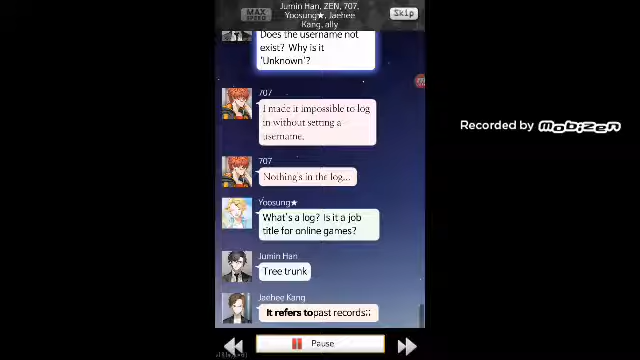 Jumin Han, ZEN, 707,
Yoosung★, Jaehee
Kang, ally
MAX
SPEED
Skip
Does the username not
exist? Why is it
'Unknown'?
707
I made it impossible to log
in without setting a
username.
707
Nothing's in the log...
Yoosung★
What's a log? Is it a job
title for online games?
Jumin Han
Tree trunk
Jaehee Kang
It refers to past records;;
Pause
Recorded by mobizen